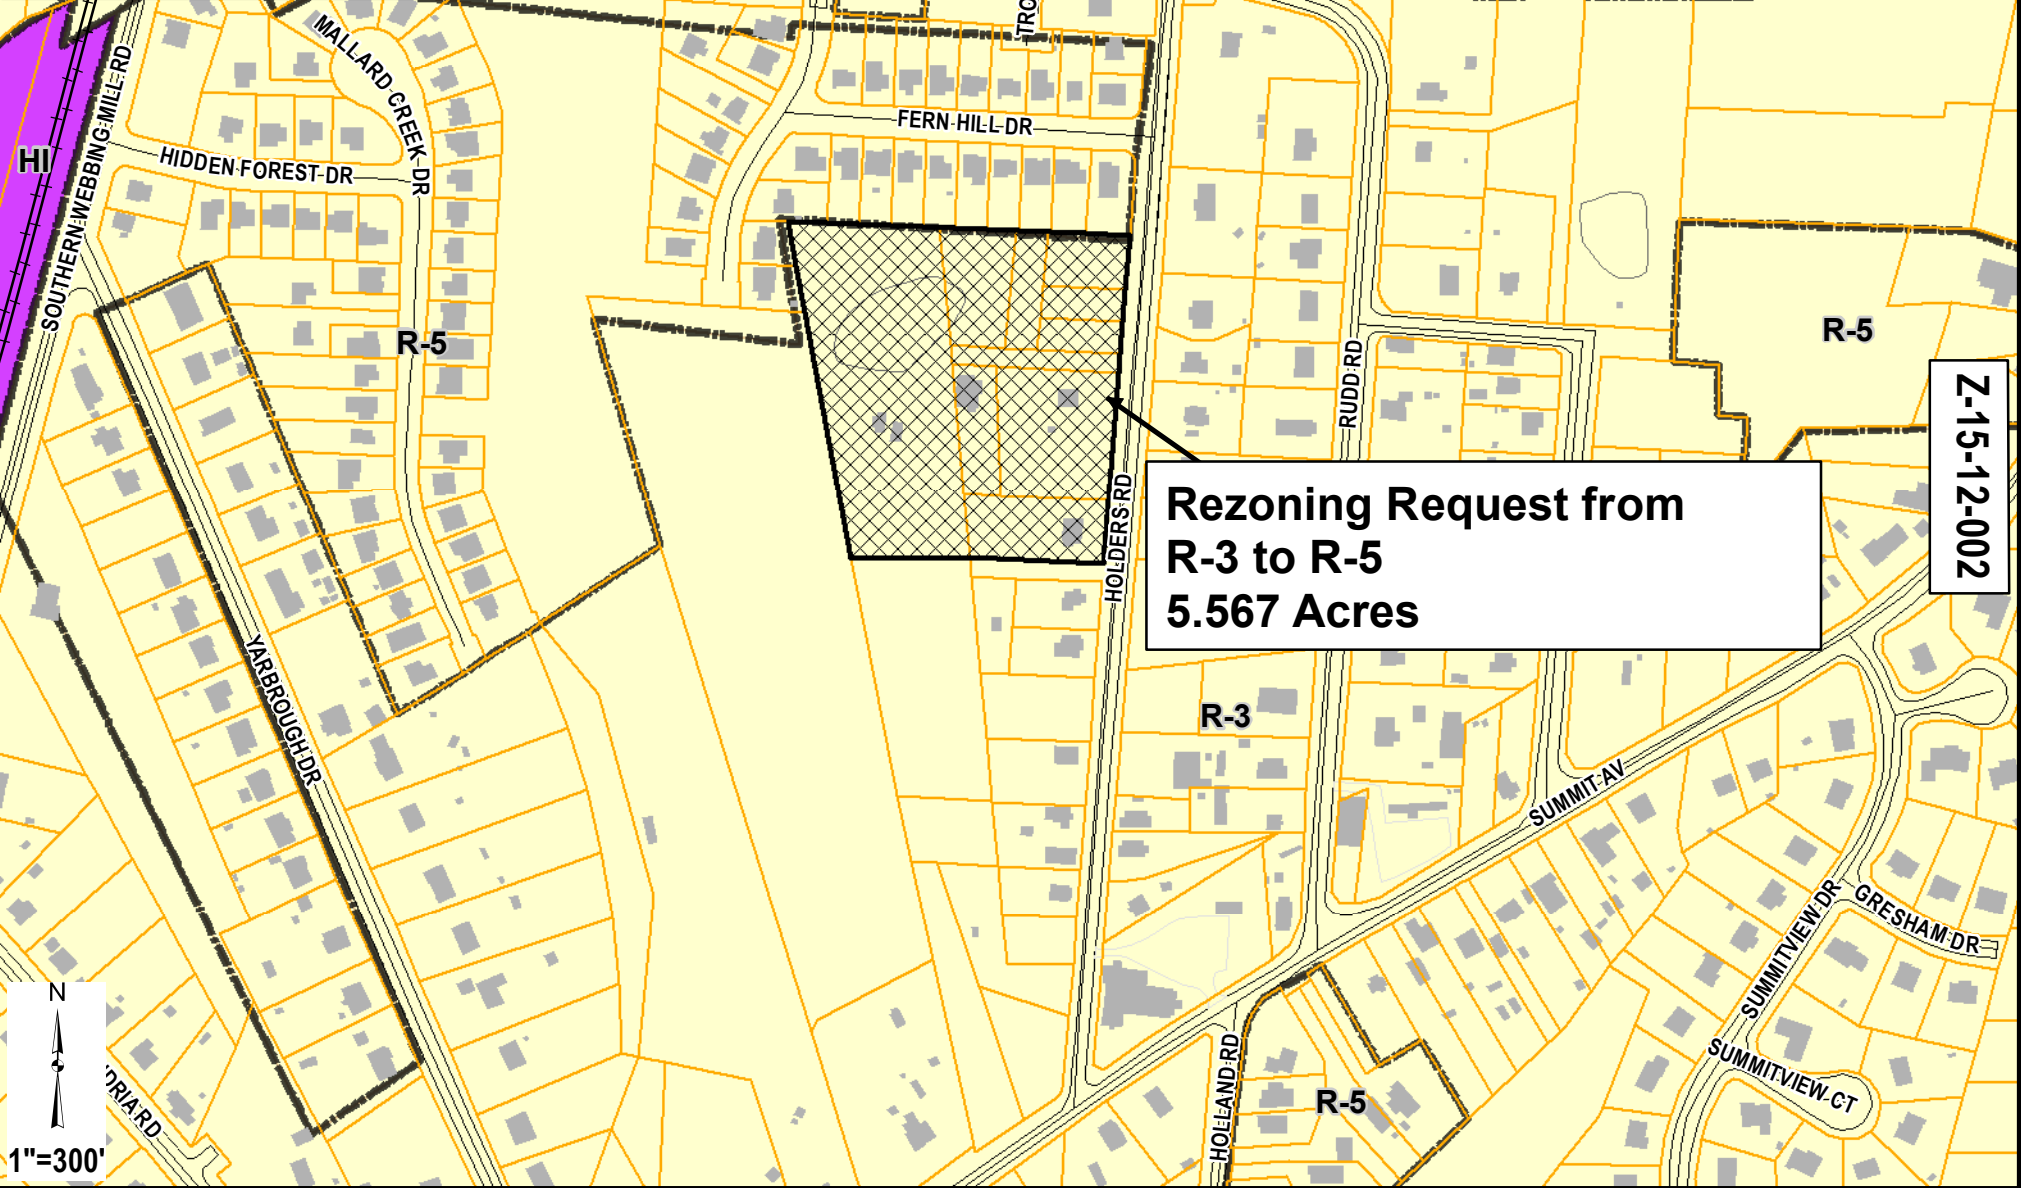 MALLARD CREEK DR
FERN HILL DR
HI
HIDDEN FOREST DR
SOUTHERN WEBBING MILL RD
R-5
R-5
RUDD RD
Z-15-12-002
HOLDERS RD
Rezoning Request from
R-3 to R-5
5.567 Acres
YARBROUGH DR
R-3
SUMMIT AV
SUMMITVIEW DR
GRESHAM DR
N
1"=300'
HOLLAND RD
R-5
SUMMITVIEW CT